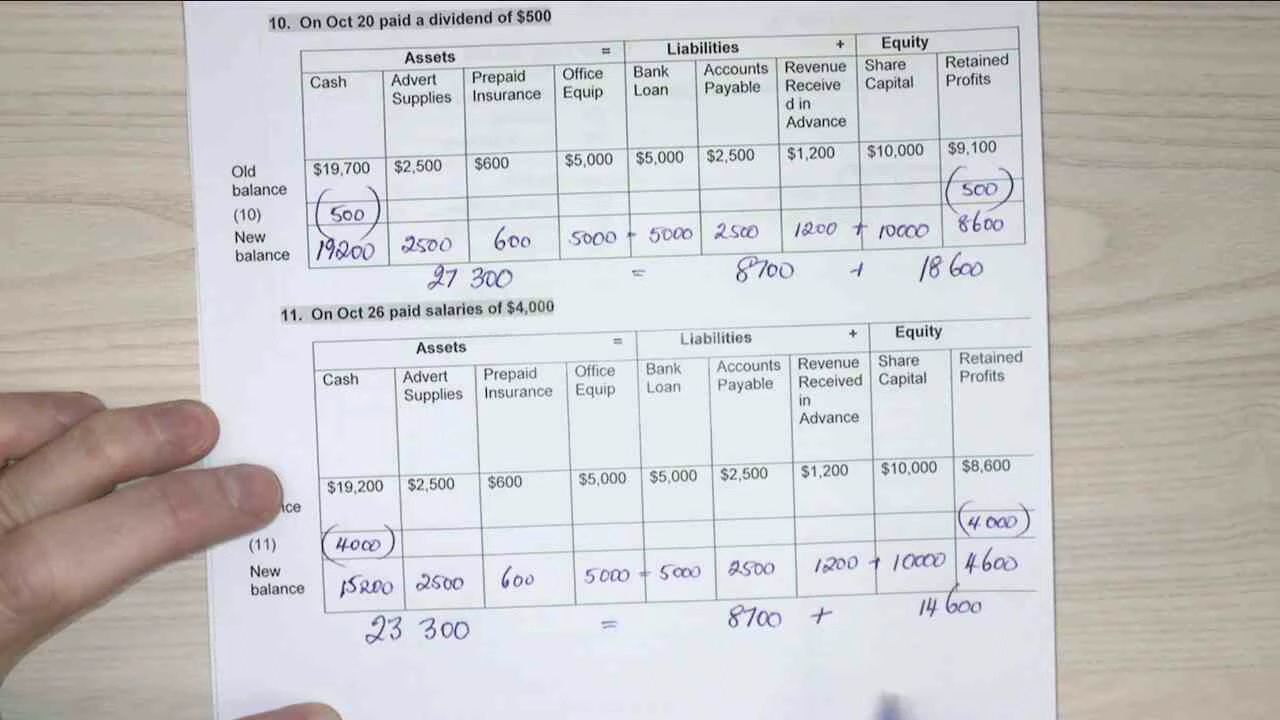 10. On Oct 20 paid a dividend of $500
Assets = Liabilities + Equity
Cash Advert Supplies Prepaid Insurance Office Equip Bank Loan Accounts Payable Revenue Receive d in Advance Share Capital Retained Profits
Old balance $19,700 $2,500 $600 $5,000 $5,000 $2,500 $1,200 $10,000 $9,100
(10) (500) (500)
New balance 19200 2500 600 5000 = 5000 2500 1200 + 10000 8600
27 300 = 8700 + 18600
11. On Oct 26 paid salaries of $4,000
Assets = Liabilities + Equity
Cash Advert Supplies Prepaid Insurance Office Equip Bank Loan Accounts Payable Revenue Received in Advance Share Capital Retained Profits
$19,200 $2,500 $600 $5,000 $5,000 $2,500 $1,200 $10,000 $8,600
(11) (4000) (4000)
New balance 15200 2500 600 5000 = 5000 2500 1200 + 10000 4600
23 300 = 8700 + 14600